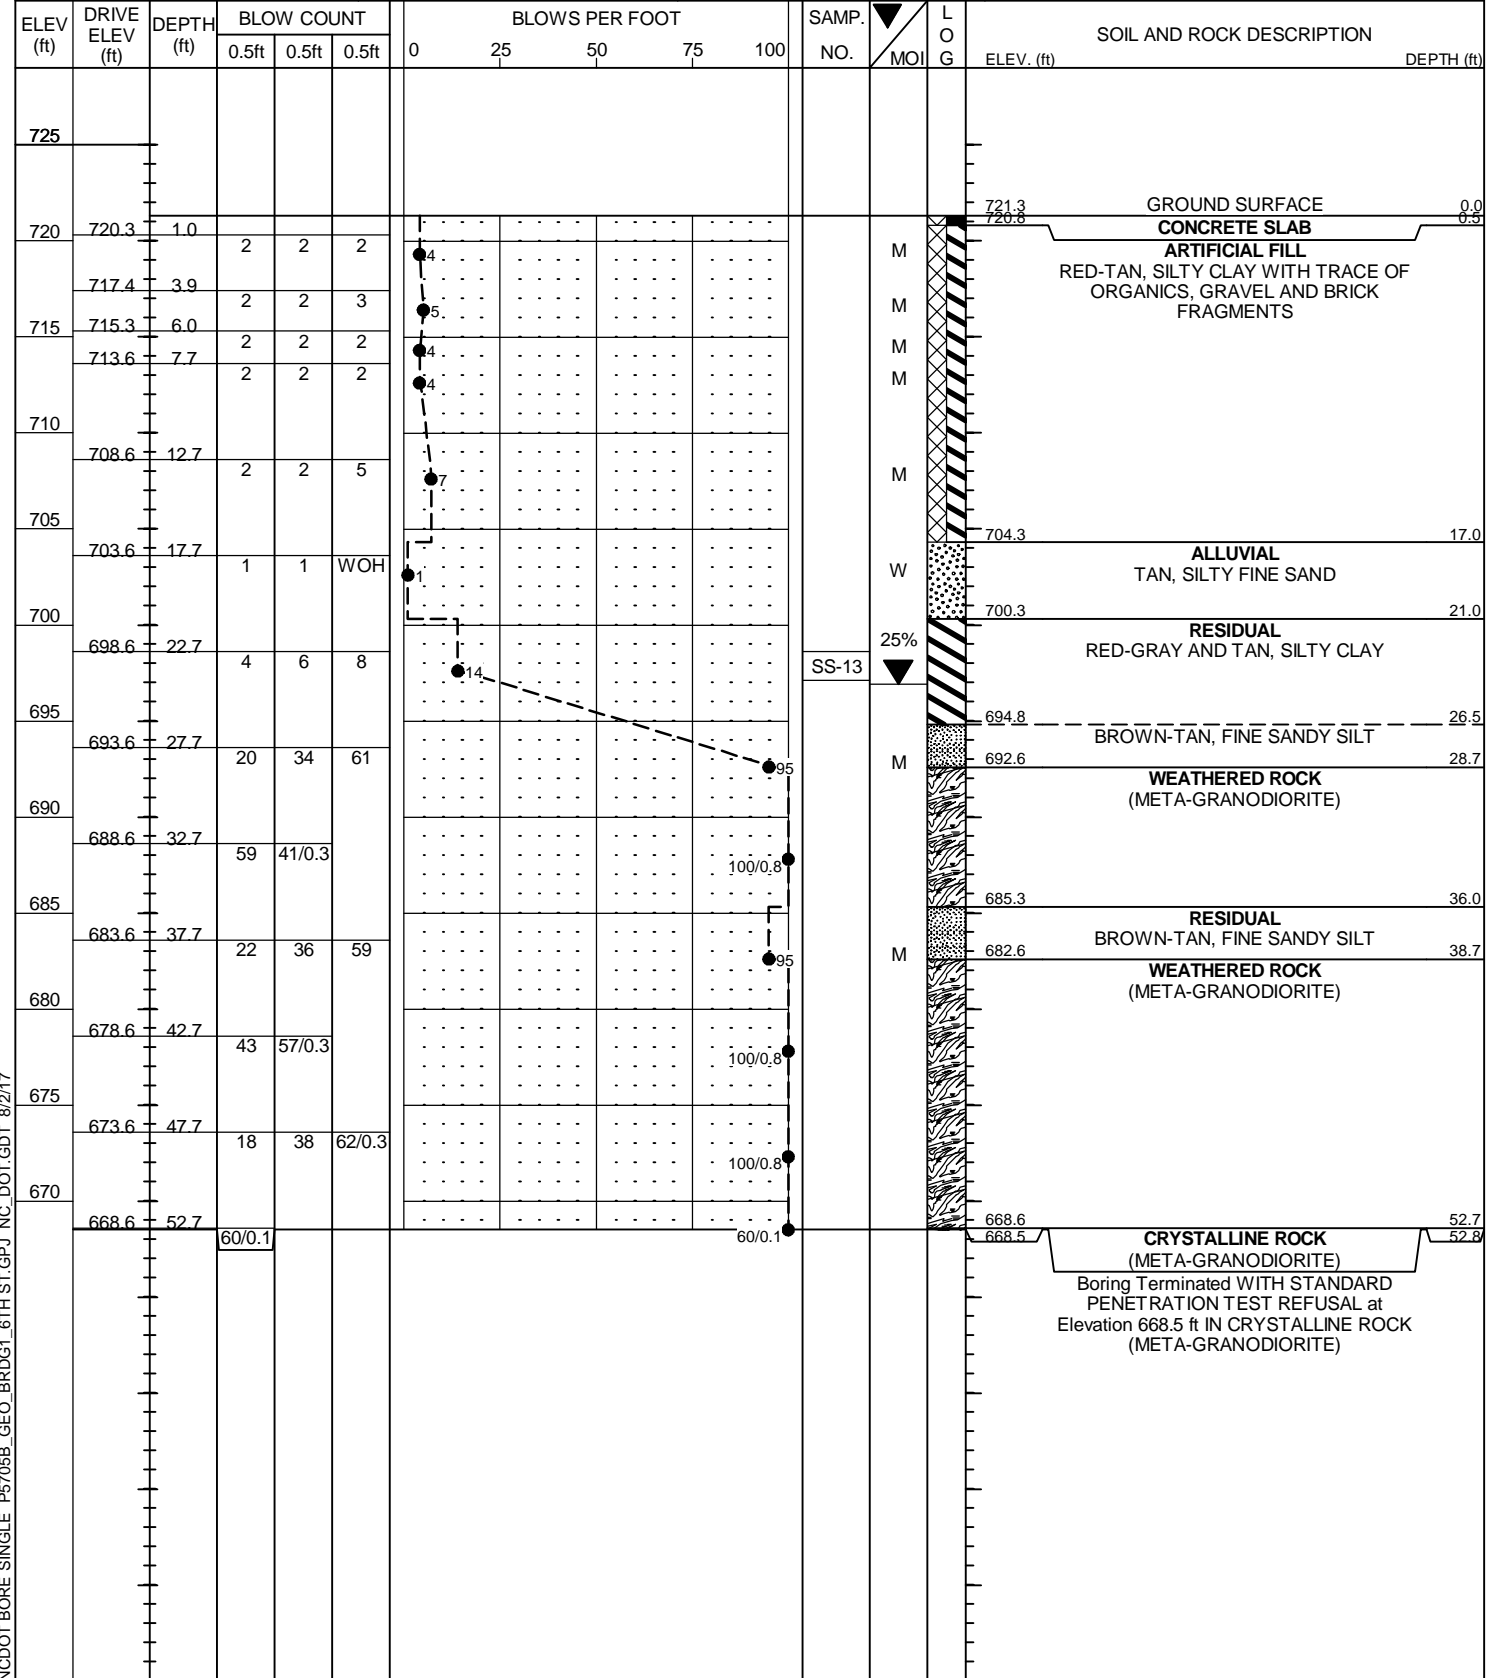 ELEV (ft) DRIVE ELEV (ft) DEPTH (ft) BLOW COUNT BLOWS PER FOOT SAMP. NO. MOI L O G SOIL AND ROCK DESCRIPTION
0.5ft 0.5ft 0.5ft 0 25 50 75 100 ELEV. (ft) DEPTH (ft)
725
721.3 GROUND SURFACE 0.0
720.8 CONCRETE SLAB 0.5
720 720.3 1.0
2 2 2 4 M ARTIFICIAL FILL
RED-TAN, SILTY CLAY WITH TRACE OF
ORGANICS, GRAVEL AND BRICK
FRAGMENTS
717.4 3.9
2 2 3 5 M
715 715.3 6.0
2 2 2 4 M
713.6 7.7
2 2 2 4 M
710
708.6 12.7
2 2 5 7 M
705
704.3 17.0
703.6 17.7 ALLUVIAL
1 1 WOH 1 W TAN, SILTY FINE SAND
700 700.3 21.0
RESIDUAL
698.6 22.7 25% RED-GRAY AND TAN, SILTY CLAY
4 6 8 14 SS-13
695 694.8 26.5
693.6 27.7 BROWN-TAN, FINE SANDY SILT
20 34 61 95 M 692.6 28.7
WEATHERED ROCK
(META-GRANODIORITE)
690
688.6 32.7
59 41/0.3 100/0.8
685 685.3 36.0
RESIDUAL
683.6 37.7 BROWN-TAN, FINE SANDY SILT
22 36 59 95 M 682.6 38.7
WEATHERED ROCK
(META-GRANODIORITE)
680
678.6 42.7
43 57/0.3 100/0.8
675
673.6 47.7
18 38 62/0.3 100/0.8
670
668.6 52.7 668.6 52.7
60/0.1 60/0.1 668.5 CRYSTALLINE ROCK 52.8
(META-GRANODIORITE)
Boring Terminated WITH STANDARD
PENETRATION TEST REFUSAL at
Elevation 668.5 ft IN CRYSTALLINE ROCK
(META-GRANODIORITE)
NCDOT BORE SINGLE P5705B_GEO_BRDG1_6TH ST.GPJ NC_DOT.GDT 8/2/17